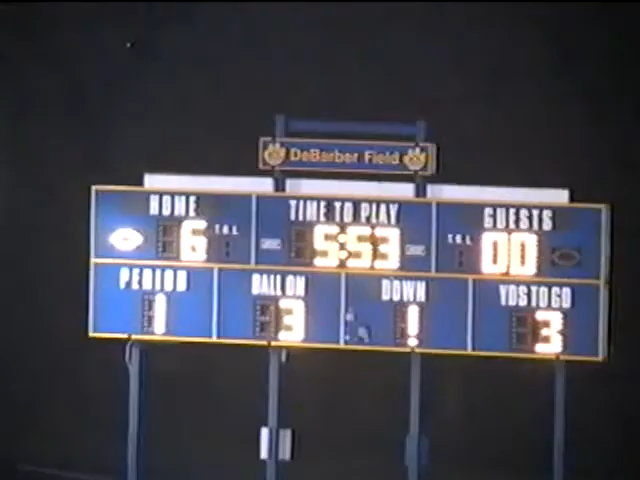 DeBarber Field
HOME TIME TO PLAY GUESTS
6 T.O.L. 5:53 T.O.L. 00
PERIOD BALL ON DOWN YDS TO GO
1 3 1 3